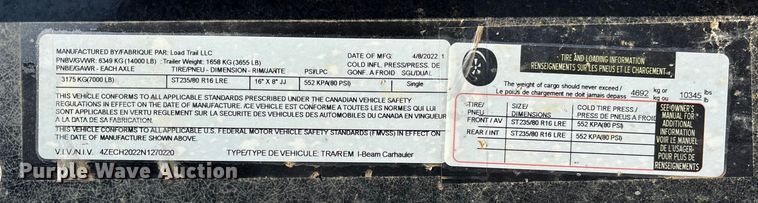 MANUFACTURED BY/FABRIQUE PAR: Load Trail LLC DATE OF MFG: 4/8/2022
PNBV/GVWR: 6349 KG (14000 LB) :Trailer Weight: 1658 KG (3655 LB) COLD INFL. PRESS/PRESS. DE
PNBE/GAWR - EACH AXLE TIRE/PNEU - DIMENSION - RIM/JANTE PSI/LPC GONF. A FROID SGL/DUAL
3175 KG(7000 LB) ST235/80 R16 LRE 16" X 8" JJ 552 KPA(80 PSI)
THIS VEHICLE CONFORMS TO ALL APPLICABLE STANDARDS PRESCRIBED UNDER THE CANADIAN VEHICLE SAFETY
REGULATIONS IN EFFECT ON THE DATE OF MANUFACTURE. \CE VEHICULE EST CONFORME A TOUTES LES NORMES QUI LUI
SONT APPLICABLES EN VERTU REGLEMENT SUR LA SECURITE DES VEHICULES DES AUTOMOBILES DU CANADA EN VINGUEUR
A LA DATA DE SA FABRICATION.
THIS VEHICLE CONFORMS TO ALL APPLICABLE U.S. FEDERAL MOTOR VEHICLE SAFETY STANDARDS (FMVSS) IN EFFECT ON
THE DATE OF MANUFACTURE SHOWN ABOVE.
V.I.V./N.I.V. 4ZECH2022N1270220 TYPE/TYPE DE VEHICULE: TRA/REM I-Beam Carhauler
TIRE AND LOADING INFORMATION
RENSEIGNEMENTS SUR LES PNEUS ET LE CHARGEMENT
The weight of cargo should never exceed/
Le poids de chargement ne doit jamais depass 4692 kg or kg ou 10345 lbs lb
TIRE/
PNEU
SIZE/
DIMENSIONS
COLD TIRE PRESS/
PRESS DE PNEUS A FROID
FRONT / AV ST235/80 R16 LRE 552 KPA(80 PSI)
REAR / INT ST235/80 R16 LRE 552 KPA(80 PSI)
SEE OWNER'S
MANUAL FOR
ADDITIONAL
INFORMATION
VOIR LE MANUEL
DE L'USAGER
POUR PLUS DE
RENSEIGNEMENTS
Purple Wave Auction